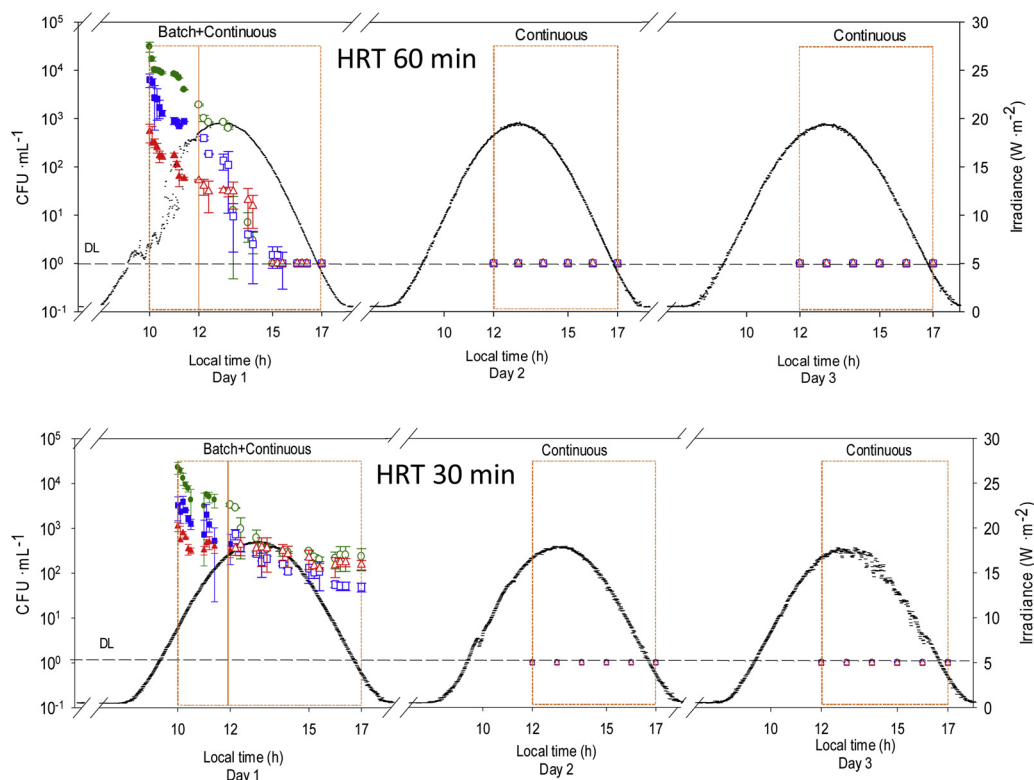 Batch+Continuous Continuous Continuous
HRT 60 min
CFU ·mL⁻¹
10⁵
10⁴
10³
10²
10¹
10⁰
10⁻¹
DL
30
25
20
15
10
5
0
Irradiance (W ·m⁻²)
10 12 15 17 10 12 15 17 10 12 15 17
Local time (h) Local time (h) Local time (h)
Day 1 Day 2 Day 3
Batch+Continuous Continuous Continuous
HRT 30 min
CFU ·mL⁻¹
10⁵
10⁴
10³
10²
10¹
10⁰
10⁻¹
DL
30
25
20
15
10
5
0
Irradiance (W ·m⁻²)
10 12 15 17 10 12 15 17 10 12 15 17
Local time (h) Local time (h) Local time (h)
Day 1 Day 2 Day 3